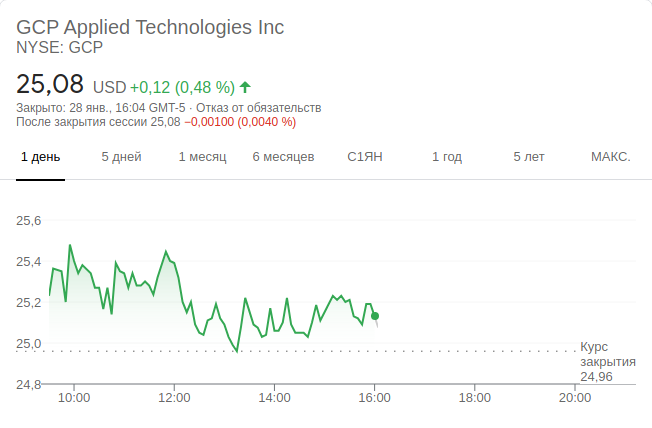 GCP Applied Technologies Inc
NYSE: GCP
25,08 USD +0,12 (0,48 %)
Закрыто: 28 янв., 16:04 GMT-5 · Отказ от обязательств
После закрытия сессии 25,08 −0,00100 (0,0040 %)
1 день 5 дней 1 месяц 6 месяцев С1ЯН 1 год 5 лет МАКС.
25,6
25,4
25,2
25,0
24,8
Курс
закрытия
24,96
10:00 12:00 14:00 16:00 18:00 20:00